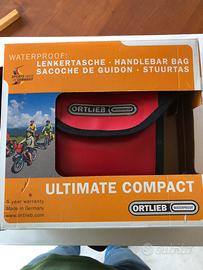 WATERPROOF:
LENKERTASCHE · HANDLEBAR BAG
SACOCHE DE GUIDON · STUURTAS
ORTLIEB
5 year warranty
Made in Germany
www.ortlieb.com
ULTIMATE COMPACT
ORTLIEB WATERPROOF